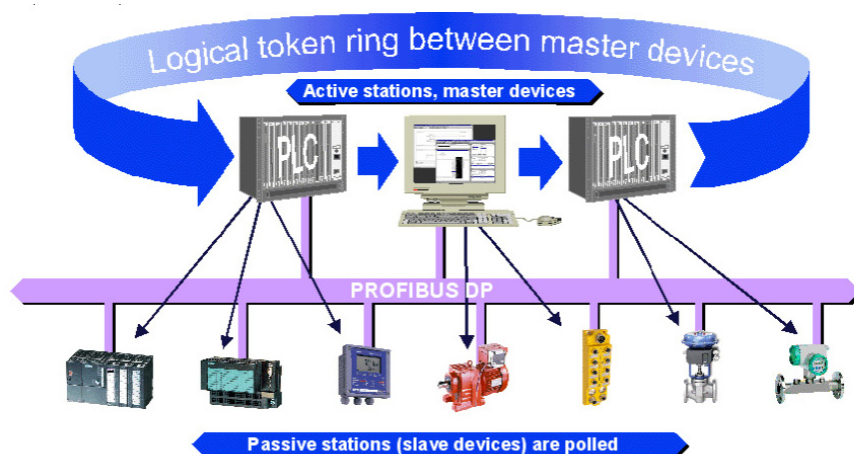 Logical token ring between master devices
Active stations, master devices
PLC
PLC
PROFIBUS DP
Passive stations (slave devices) are polled